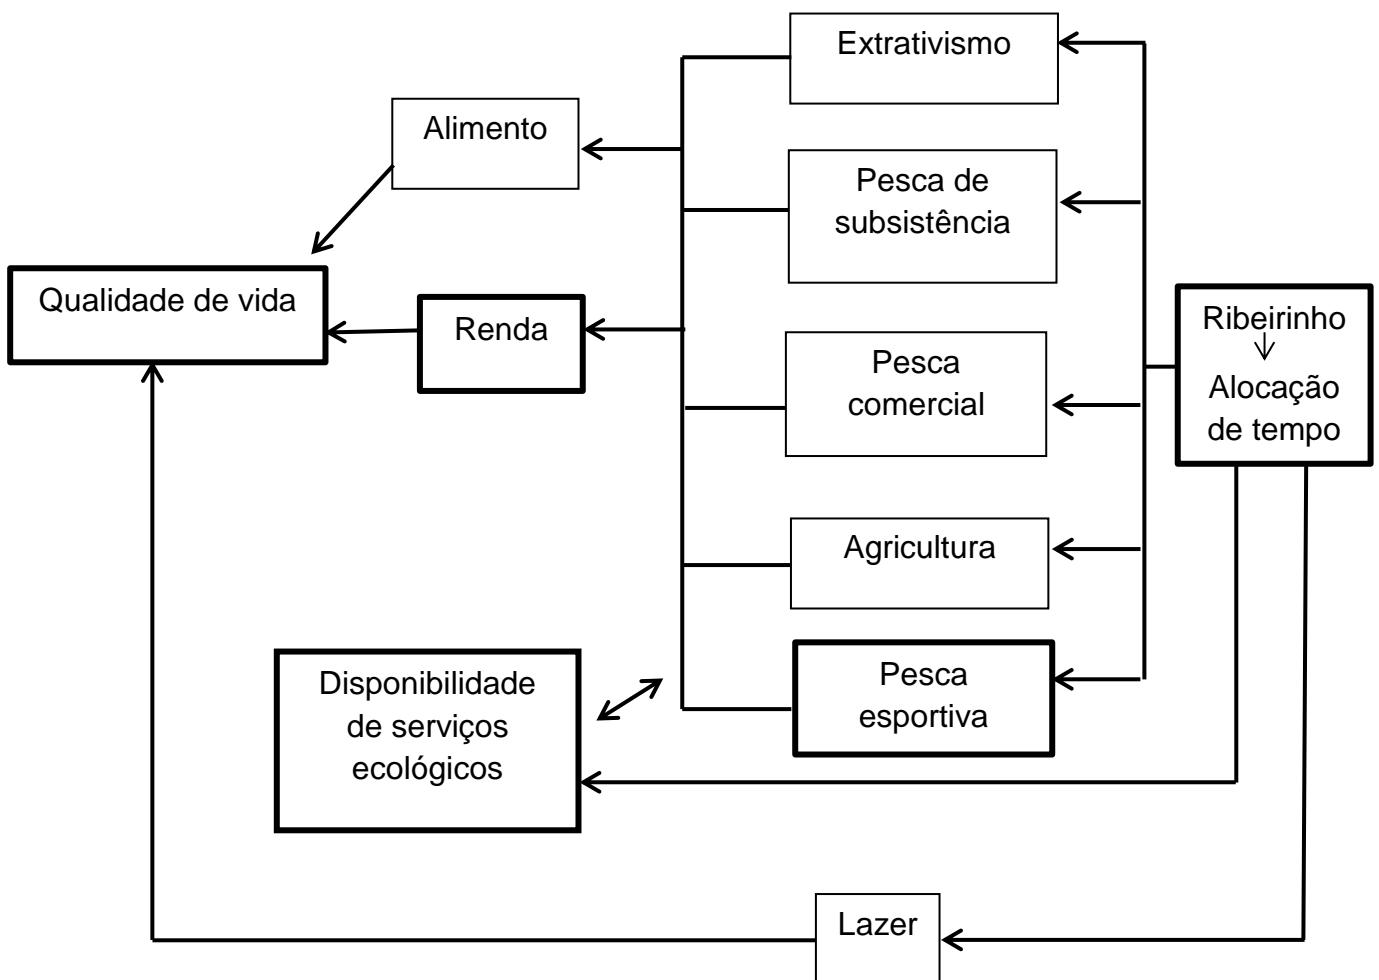 Extrativismo
Alimento
Pesca de
subsistência
Qualidade de vida
Renda
Ribeirinho
Alocação
de tempo
Pesca
comercial
Agricultura
Disponibilidade
de serviços
ecológicos
Pesca
esportiva
Lazer